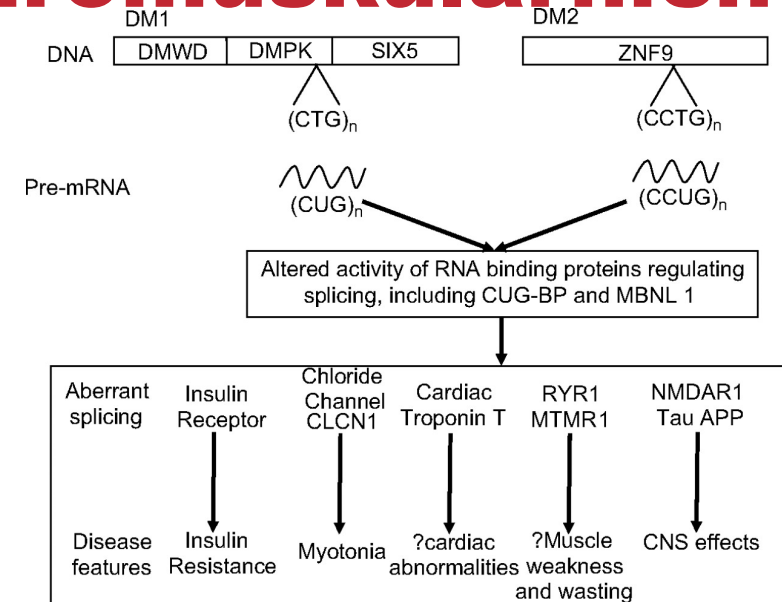 DM1
DM2
DNA
DMWD
DMPK
SIX5
ZNF9
(CTG)n
(CCTG)n
Pre-mRNA
(CUG)n
(CCUG)n
Altered activity of RNA binding proteins regulating
splicing, including CUG-BP and MBNL 1
Aberrant
splicing
Insulin
Receptor
Chloride
Channel
CLCN1
Cardiac
Troponin T
RYR1
MTMR1
NMDAR1
Tau APP
Disease
features
Insulin
Resistance
Myotonia
?cardiac
abnormalities
?Muscle
weakness
and wasting
CNS effects